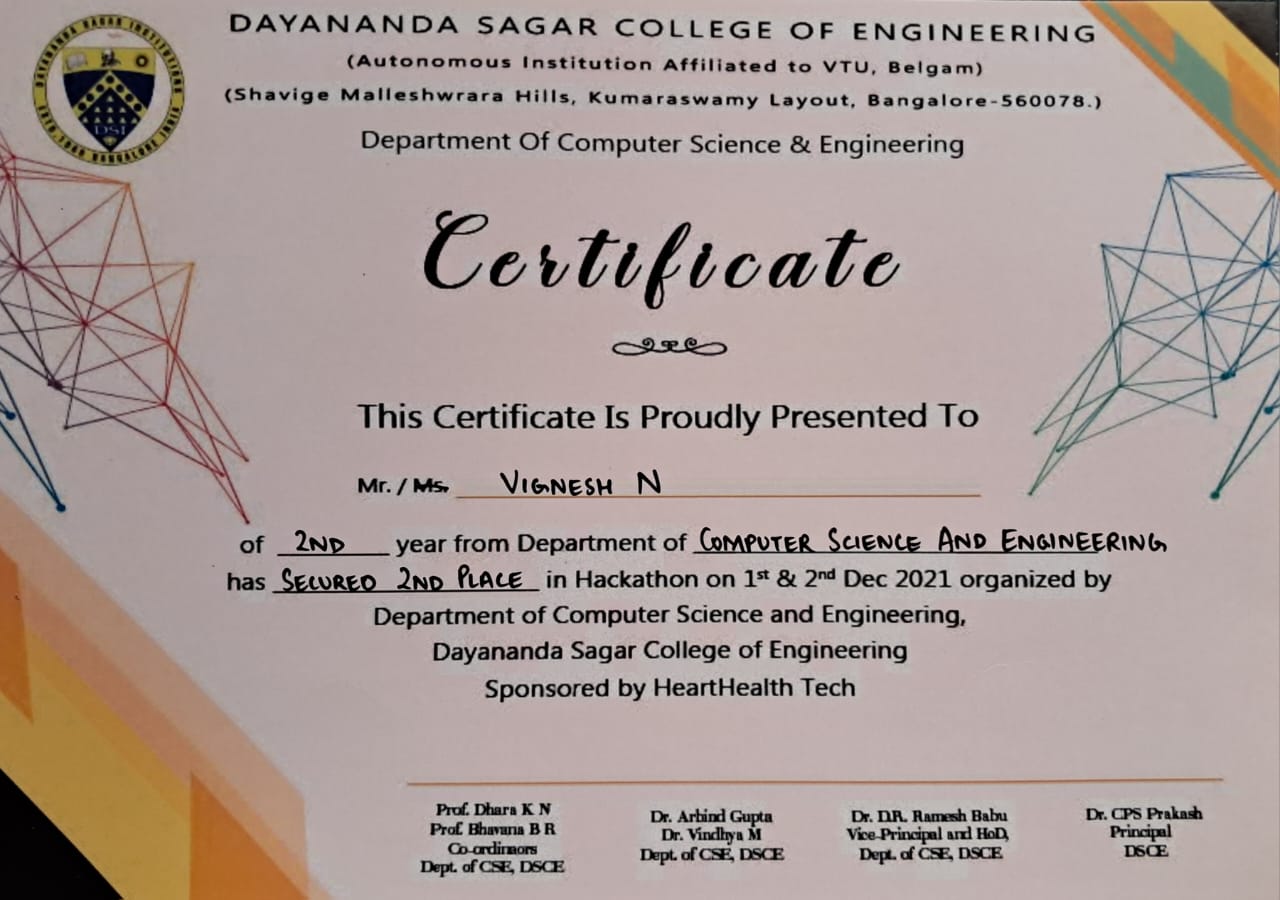 DAYANANDA SAGAR COLLEGE OF ENGINEERING
(Autonomous Institution Affiliated to VTU, Belgam)
(Shavige Malleshwrara Hills, Kumaraswamy Layout, Bangalore-560078.)
DAYANANDA SAGAR INSTITUTIONS
BANGALORE INDIA
DSI
Department Of Computer Science & Engineering
Certificate
This Certificate Is Proudly Presented To
Mr. / Ms. VIGNESH N
of 2ND year from Department of COMPUTER SCIENCE AND ENGINEERING
has SECURED 2ND PLACE in Hackathon on 1st & 2nd Dec 2021 organized by
Department of Computer Science and Engineering,
Dayananda Sagar College of Engineering
Sponsored by HeartHealth Tech
Prof. Dhara K N
Prof. Bhavana B R
Co-ordinaors
Dept. of CSE, DSCE
Dr. Arbind Gupta
Dr. Vindhya M
Dept. of CSE, DSCE
Dr. D.R. Ramesh Babu
Vice-Principal and HoD,
Dept. of CSE, DSCE
Dr. CPS Prakash
Principal
DSCE